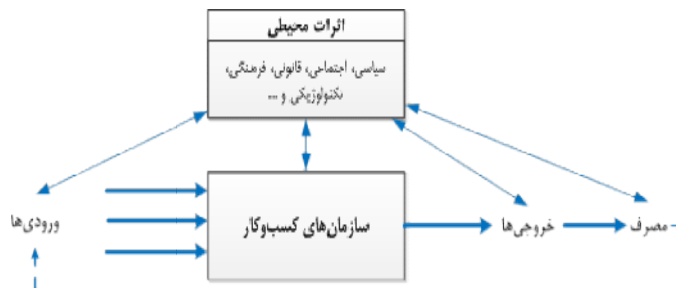 اثرات محیطی
سیاسی، اجتماعی، قانونی، فرهنگی،
تکنولوژیکی و ...
ورودی‌ها
سازمان‌های کسب‌وکار
خروجی‌ها
مصرف